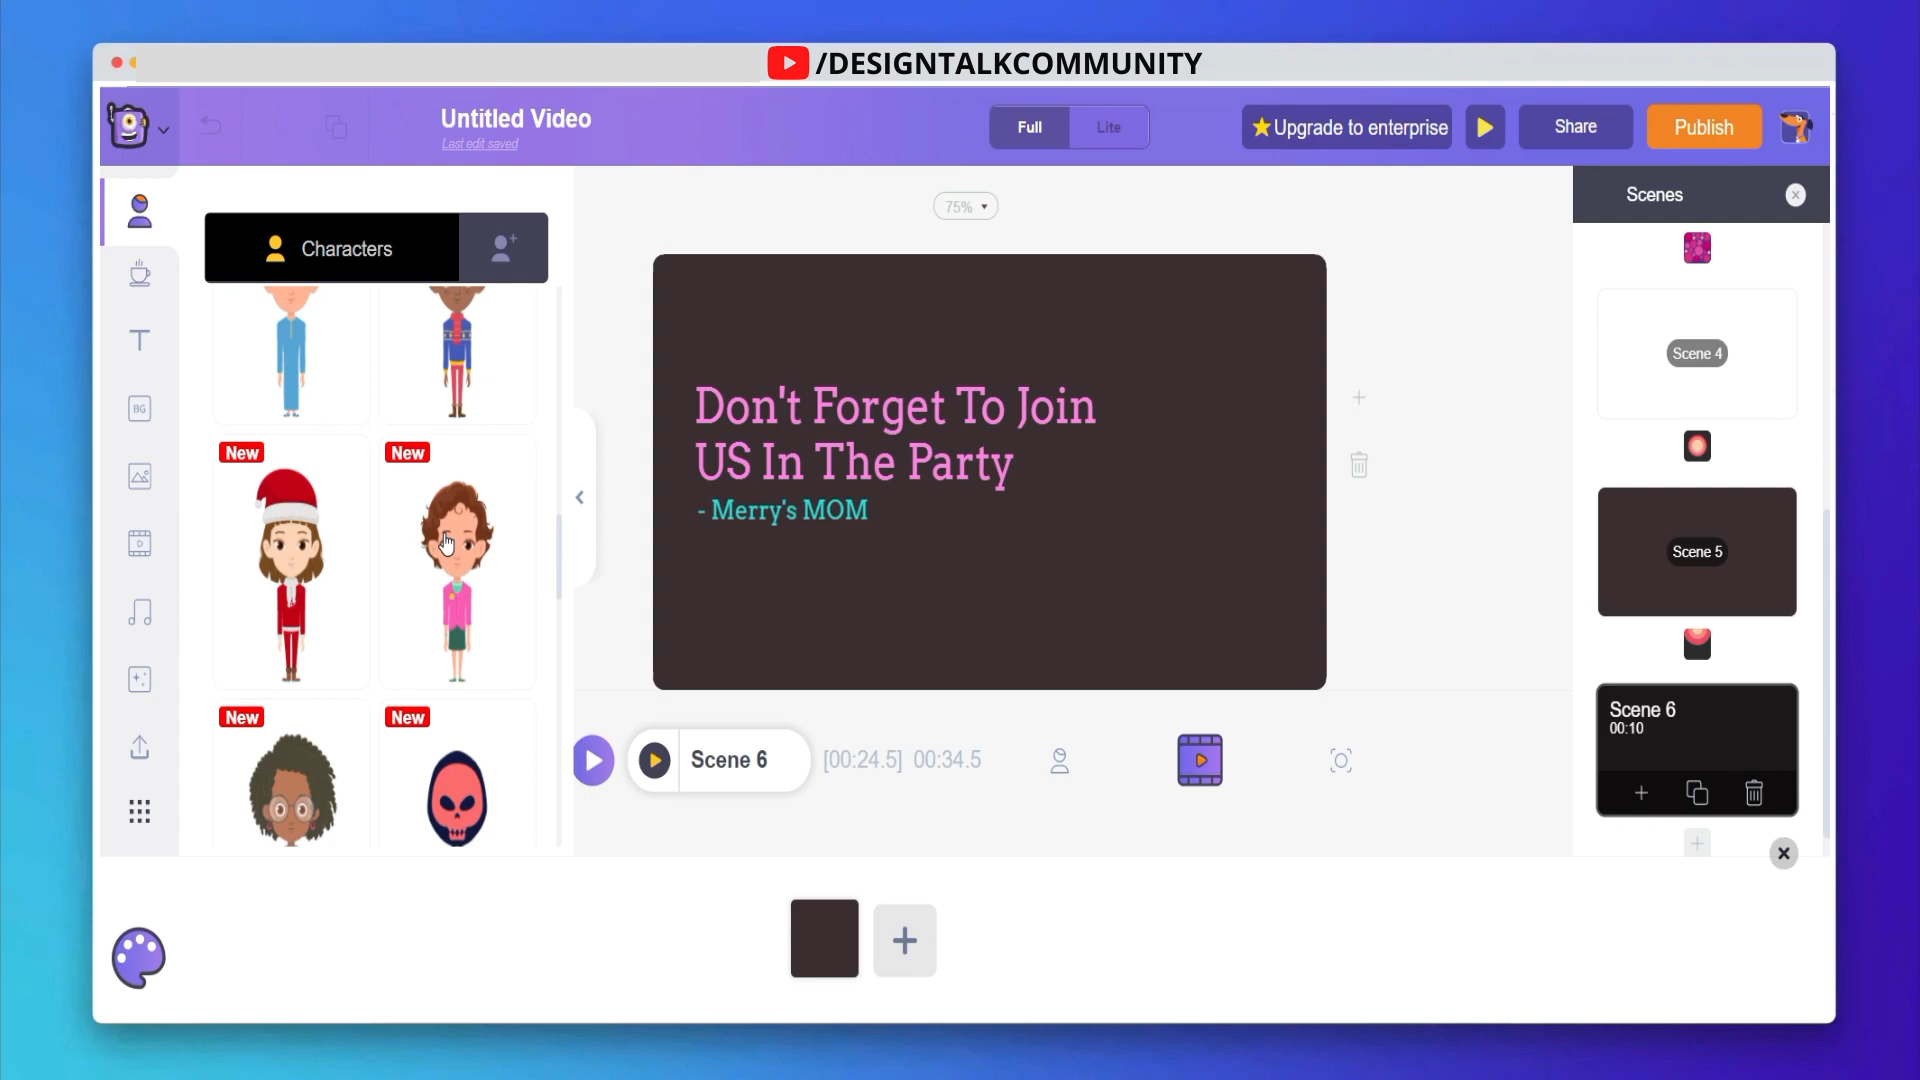 /DESIGNTALKCOMMUNITY
Untitled Video
Last edit saved
Full
Lite
Upgrade to enterprise
Share
Publish
Characters
75%
Scenes
BG
New
New
New
New
Don't Forget To Join
US In The Party
- Merry's MOM
Scene 4
Scene 5
Scene 6
00:10
Scene 6
[00:24.5] 00:34.5